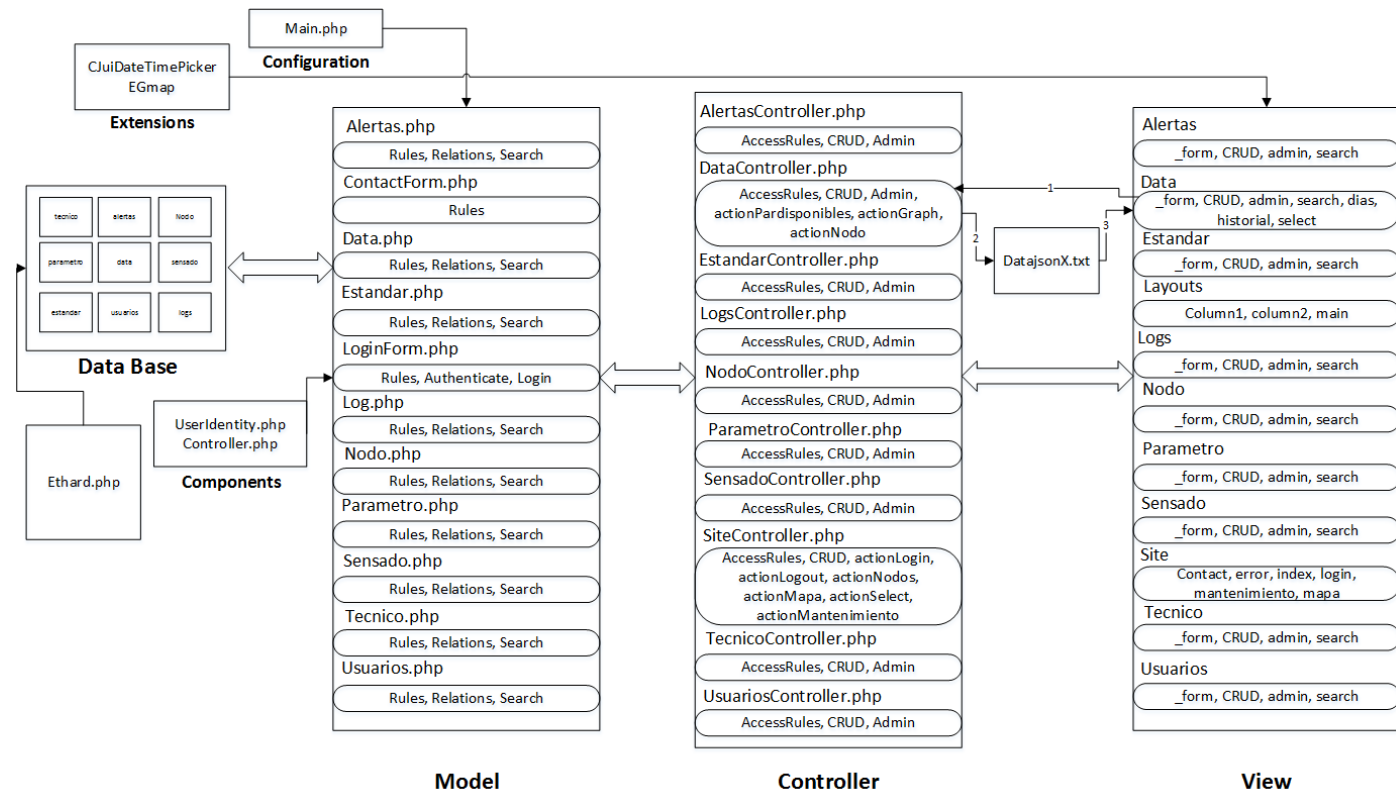 Main.php
Configuration
CJuiDateTimePicker
EGmap
Extensions
tecnico
alertas
Nodo
parametro
data
sensado
estandar
usuarios
logs
Data Base
Ethard.php
UserIdentity.php
Controller.php
Components
Alertas.php
Rules, Relations, Search
ContactForm.php
Rules
Data.php
Rules, Relations, Search
Estandar.php
Rules, Relations, Search
LoginForm.php
Rules, Authenticate, Login
Log.php
Rules, Relations, Search
Nodo.php
Rules, Relations, Search
Parametro.php
Rules, Relations, Search
Sensado.php
Rules, Relations, Search
Tecnico.php
Rules, Relations, Search
Usuarios.php
Rules, Relations, Search
Model
AlertasController.php
AccessRules, CRUD, Admin
DataController.php
AccessRules, CRUD, Admin,
actionPardisponibles, actionGraph,
actionNodo
EstandarController.php
AccessRules, CRUD, Admin
LogsController.php
AccessRules, CRUD, Admin
NodoController.php
AccessRules, CRUD, Admin
ParametroController.php
AccessRules, CRUD, Admin
SensadoController.php
AccessRules, CRUD, Admin
SiteController.php
AccessRules, CRUD, actionLogin,
actionLogout, actionNodos,
actionMapa, actionSelect,
actionMantenimiento
TecnicoController.php
AccessRules, CRUD, Admin
UsuariosController.php
AccessRules, CRUD, Admin
Controller
1
2
3
DatajsonX.txt
Alertas
_form, CRUD, admin, search
Data
_form, CRUD, admin, search, dias,
historial, select
Estandar
_form, CRUD, admin, search
Layouts
Column1, column2, main
Logs
_form, CRUD, admin, search
Nodo
_form, CRUD, admin, search
Parametro
_form, CRUD, admin, search
Sensado
_form, CRUD, admin, search
Site
Contact, error, index, login,
mantenimiento, mapa
Tecnico
_form, CRUD, admin, search
Usuarios
_form, CRUD, admin, search
View